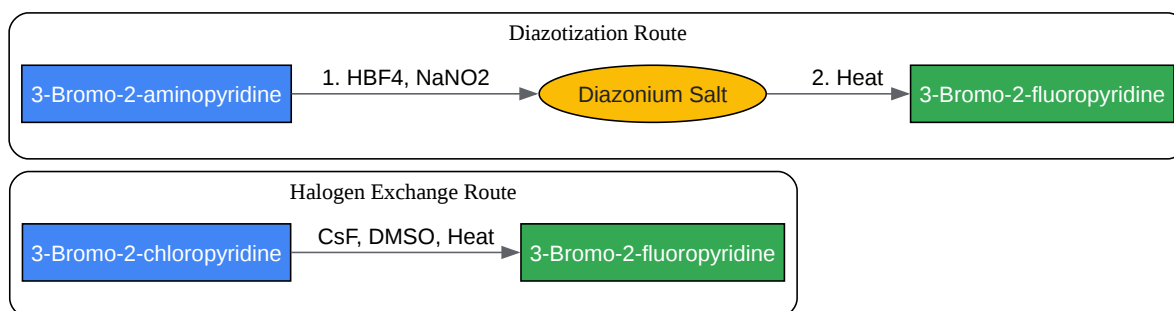 Diazotization Route
3-Bromo-2-aminopyridine
1. HBF4, NaNO2
Diazonium Salt
2. Heat
3-Bromo-2-fluoropyridine
Halogen Exchange Route
3-Bromo-2-chloropyridine
CsF, DMSO, Heat
3-Bromo-2-fluoropyridine